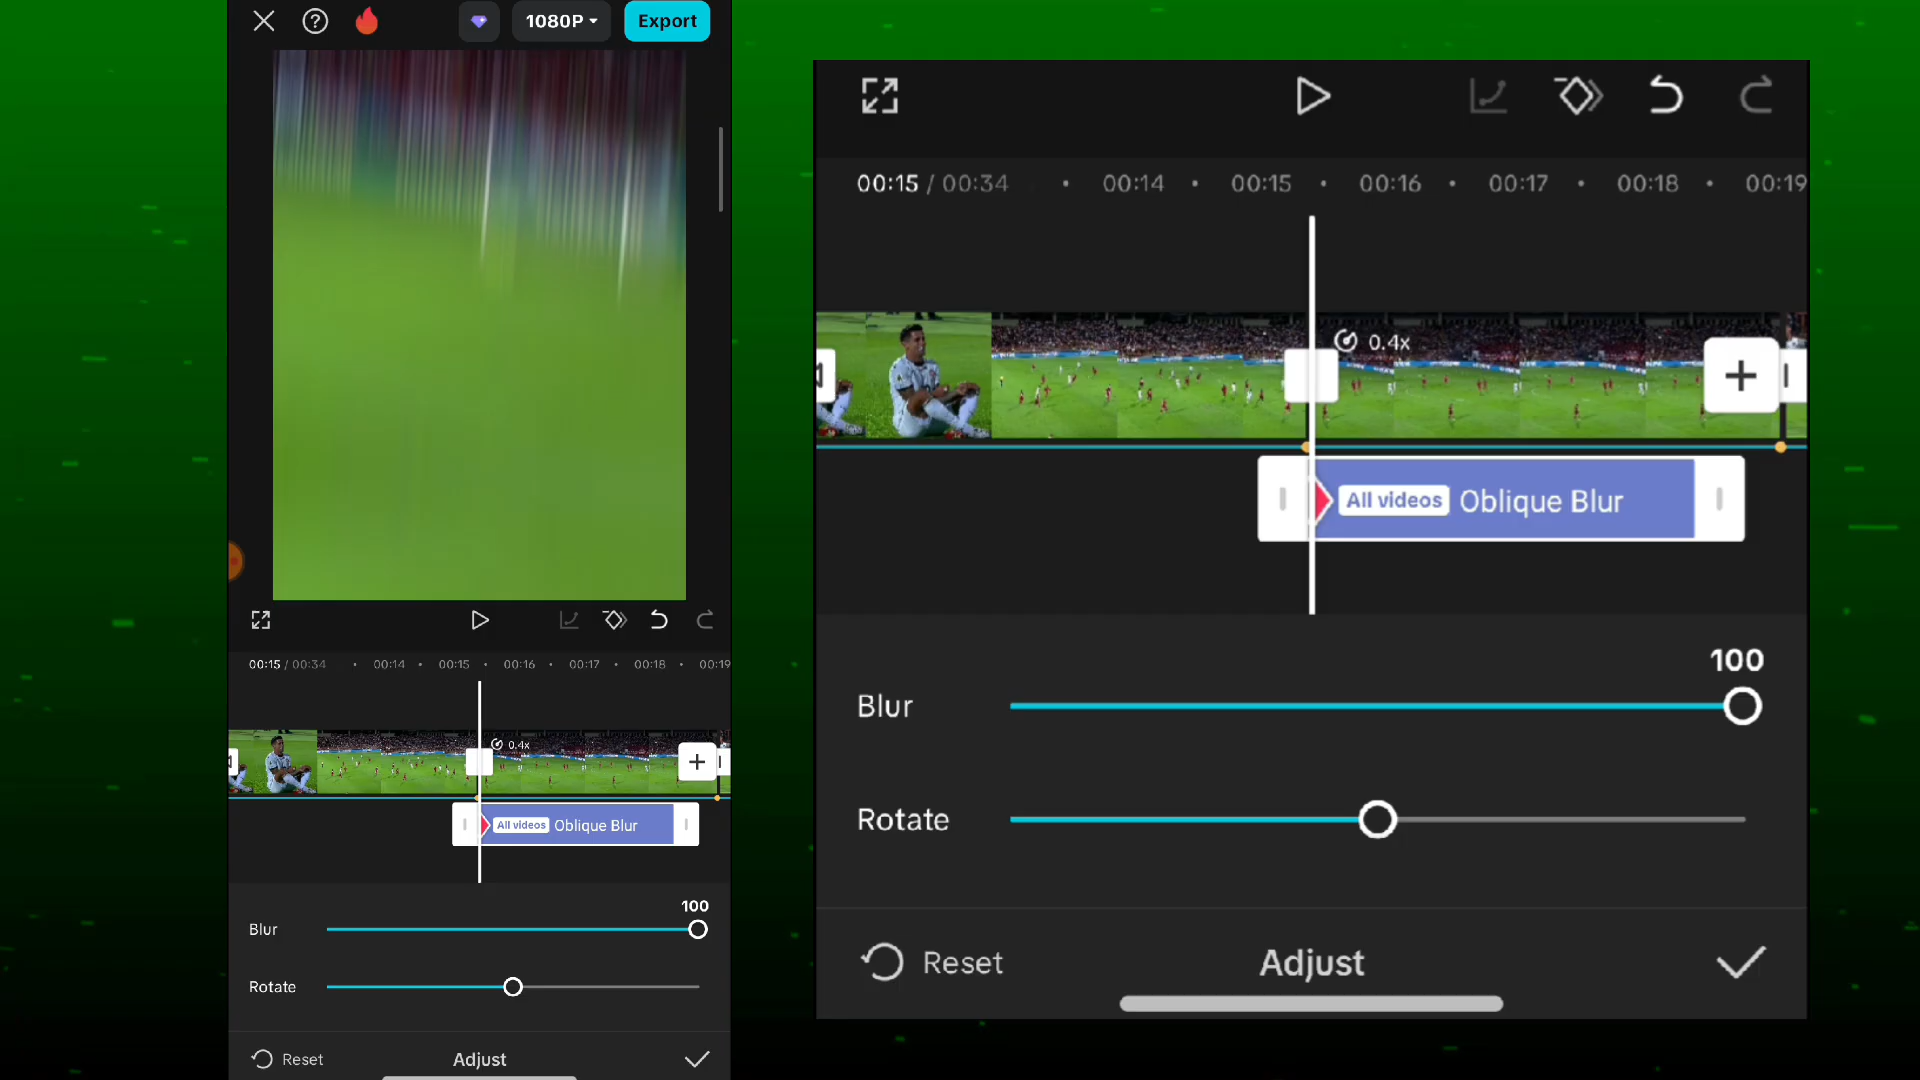 1080P
Export
00:15 / 00:34
00:14
00:15
00:16
00:17
00:18
00:19
0.4x
All videos
Oblique Blur
100
Blur
Rotate
Reset
Adjust
00:15 / 00:34
00:14
00:15
00:16
00:17
00:18
00:19
0.4x
All videos
Oblique Blur
100
Blur
Rotate
Reset
Adjust